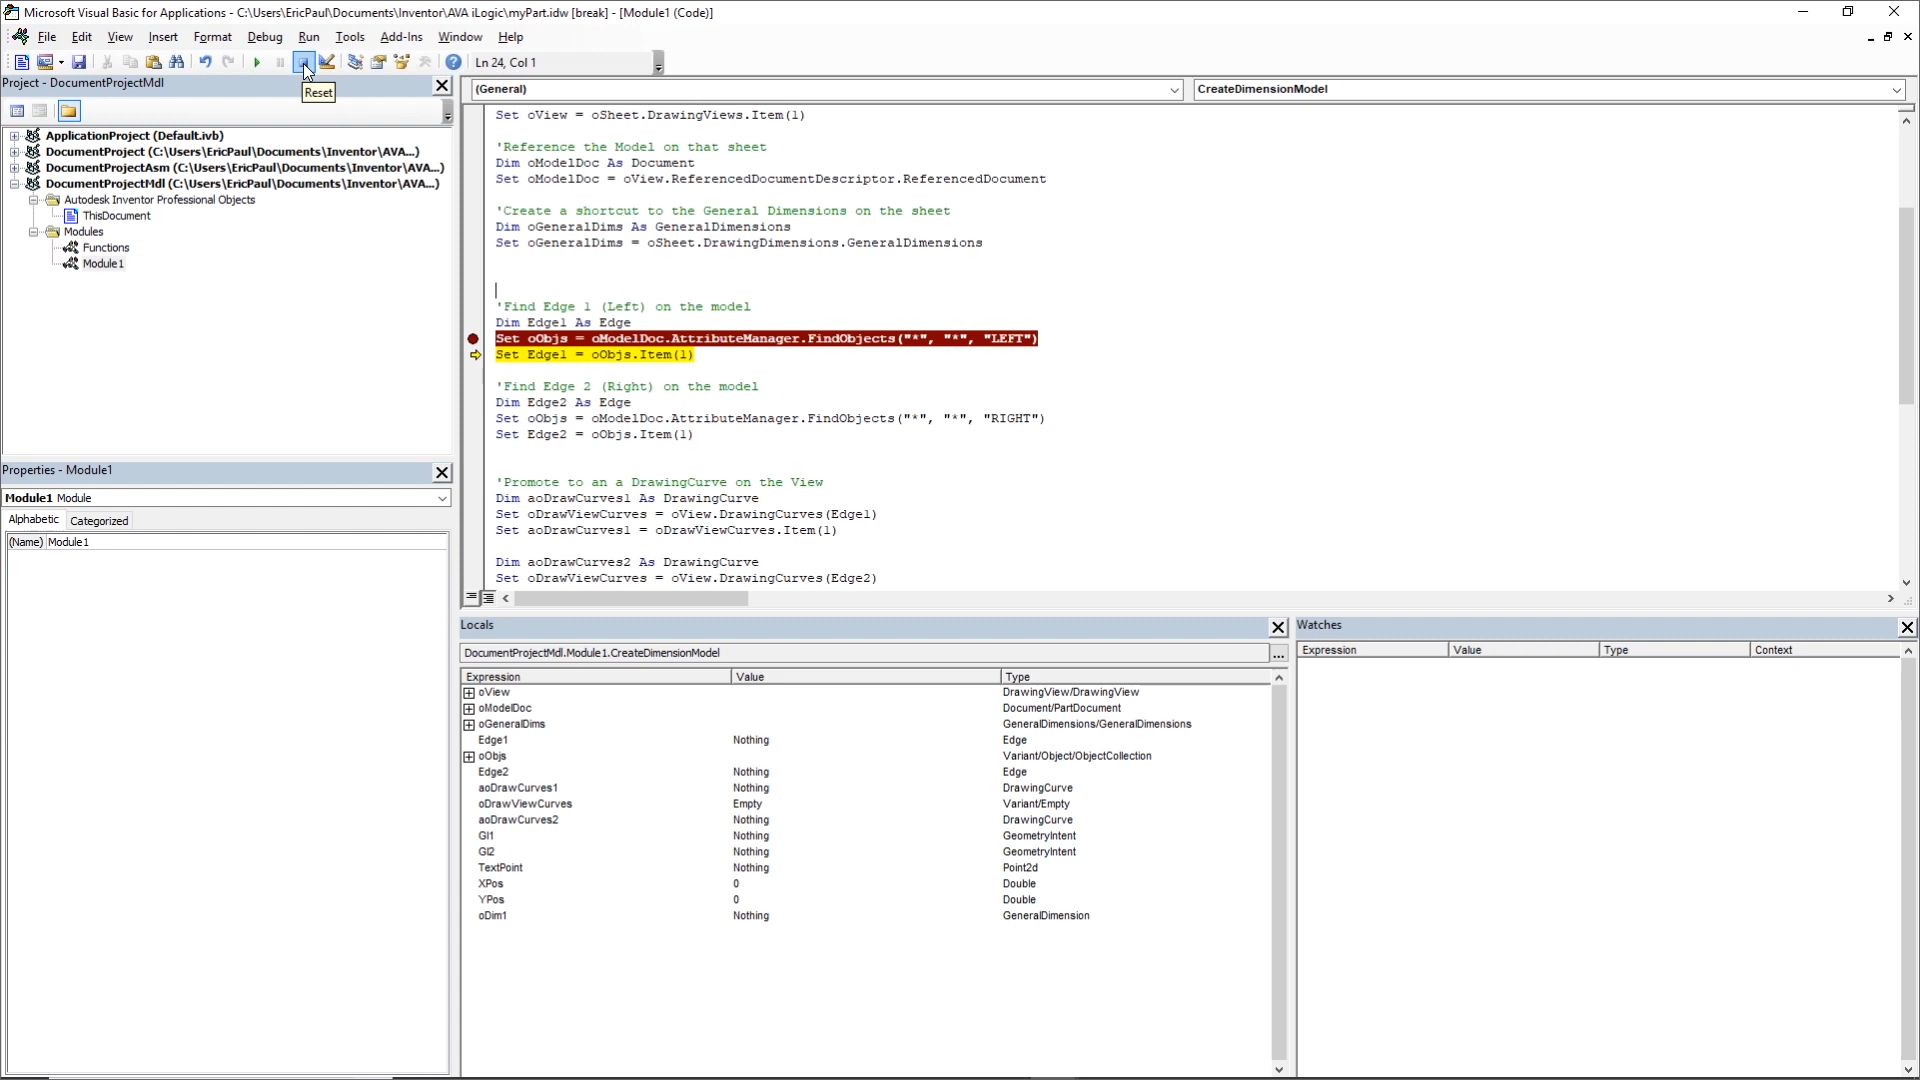 Microsoft Visual Basic for Applications - C:\Users\EricPaul\Documents\Inventor\AVA iLogic\myPart.idw [break] - [Module1 (Code)]
File Edit View Insert Format Debug Run Tools Add-Ins Window Help
Ln 24, Col 1
Reset
Project - DocumentProjectMdl
ApplicationProject (Default.ivb)
DocumentProject (C:\Users\EricPaul\Documents\Inventor\AVA...)
DocumentProjectAsm (C:\Users\EricPaul\Documents\Inventor\AVA...)
DocumentProjectMdl (C:\Users\EricPaul\Documents\Inventor\AVA...)
Autodesk Inventor Professional Objects
ThisDocument
Modules
Functions
Module1
Properties - Module1
Module1 Module
Alphabetic Categorized
(Name) Module1
(General) CreateDimensionModel
Set oView = oSheet.DrawingViews.Item(1)
'Reference the Model on that sheet
Dim oModelDoc As Document
Set oModelDoc = oView.ReferencedDocumentDescriptor.ReferencedDocument
'Create a shortcut to the General Dimensions on the sheet
Dim oGeneralDims As GeneralDimensions
Set oGeneralDims = oSheet.DrawingDimensions.GeneralDimensions
'Find Edge 1 (Left) on the model
Dim Edge1 As Edge
Set oObjs = oModelDoc.AttributeManager.FindObjects("*", "*", "LEFT")
Set Edge1 = oObjs.Item(1)
'Find Edge 2 (Right) on the model
Dim Edge2 As Edge
Set oObjs = oModelDoc.AttributeManager.FindObjects("*", "*", "RIGHT")
Set Edge2 = oObjs.Item(1)
'Promote to an a DrawingCurve on the View
Dim aoDrawCurves1 As DrawingCurve
Set oDrawViewCurves = oView.DrawingCurves(Edge1)
Set aoDrawCurves1 = oDrawViewCurves.Item(1)
Dim aoDrawCurves2 As DrawingCurve
Set oDrawViewCurves = oView.DrawingCurves(Edge2)
Locals
DocumentProjectMdl.Module1.CreateDimensionModel
...
Expression Value Type
oView DrawingView/DrawingView
oModelDoc Document/PartDocument
oGeneralDims GeneralDimensions/GeneralDimensions
Edge1 Nothing Edge
oObjs Variant/Object/ObjectCollection
Edge2 Nothing Edge
aoDrawCurves1 Nothing DrawingCurve
oDrawViewCurves Empty Variant/Empty
aoDrawCurves2 Nothing DrawingCurve
GI1 Nothing GeometryIntent
GI2 Nothing GeometryIntent
TextPoint Nothing Point2d
XPos 0 Double
YPos 0 Double
oDim1 Nothing GeneralDimension
Watches
Expression Value Type Context